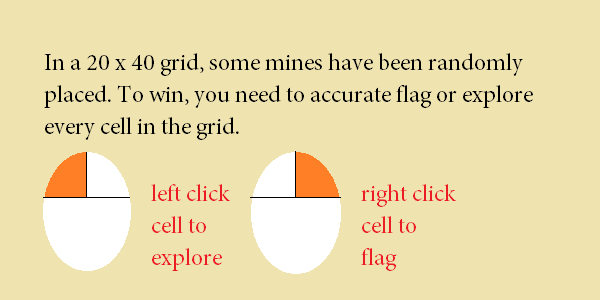 In a 20 x 40 grid, some mines have been randomly
placed. To win, you need to accurate flag or explore
every cell in the grid.
left click
cell to
explore
right click
cell to
flag